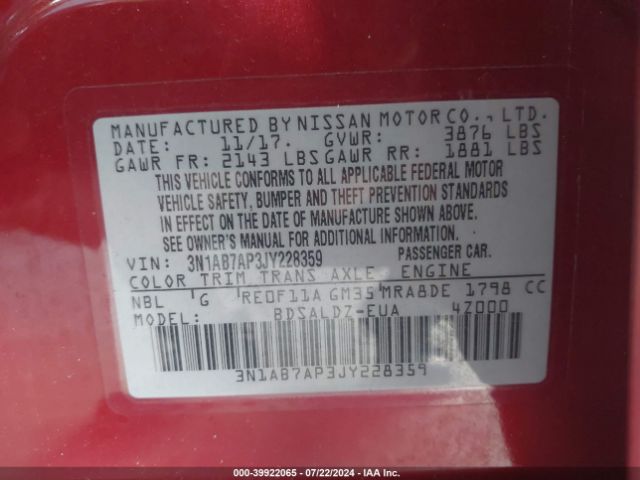 MANUFACTURED BY NISSAN MOTOR CO., LTD.
DATE: 11/17. GVWR: 3876 LBS
GAWR FR: 2143 LBS GAWR RR: 1881 LBS
THIS VEHICLE CONFORMS TO ALL APPLICABLE FEDERAL MOTOR
VEHICLE SAFETY, BUMPER AND THEFT PREVENTION STANDARDS
IN EFFECT ON THE DATE OF MANUFACTURE SHOWN ABOVE.
SEE OWNER'S MANUAL FOR ADDITIONAL INFORMATION.
VIN: 3N1AB7AP3JY228359 PASSENGER CAR.
COLOR TRIM TRANS AXLE ENGINE
NBL G RE0F11A GM35 MRA8DE 1798 CC
MODEL: BDSALDZ-EUA 4Z000
3N1AB7AP3JY228359
000-39922065 - 07/22/2024 - IAA Inc.